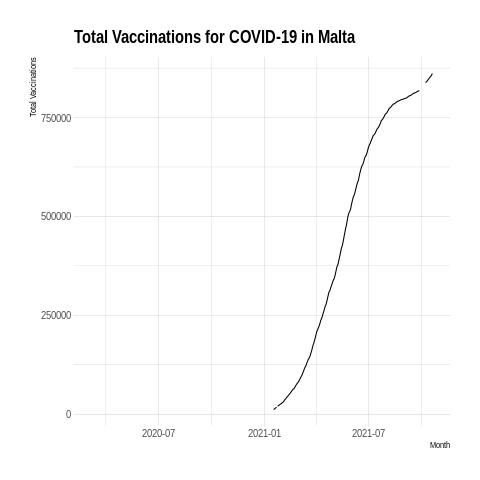 Total Vaccinations for COVID-19 in Malta
Total Vaccinations
750000
500000
250000
0
2020-07
2021-01
2021-07
Month